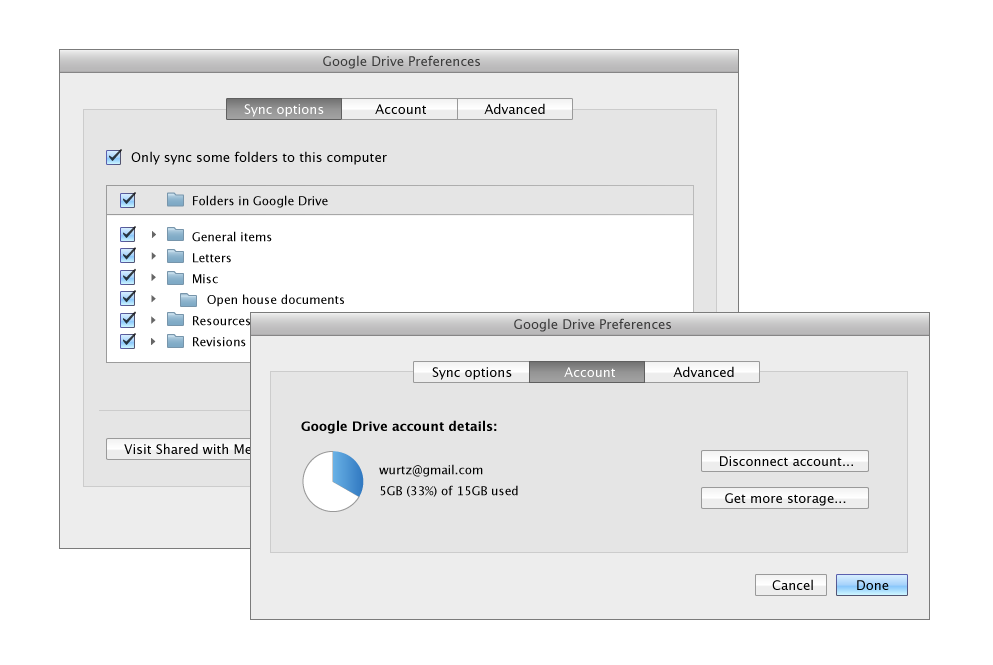 Google Drive Preferences
Sync options Account Advanced
Only sync some folders to this computer
Folders in Google Drive
General items
Letters
Misc
Open house documents
Resources
Revisions
Visit Shared with Me
Google Drive Preferences
Sync options Account Advanced
Google Drive account details:
wurtz@gmail.com
5GB (33%) of 15GB used
Disconnect account...
Get more storage...
Cancel Done